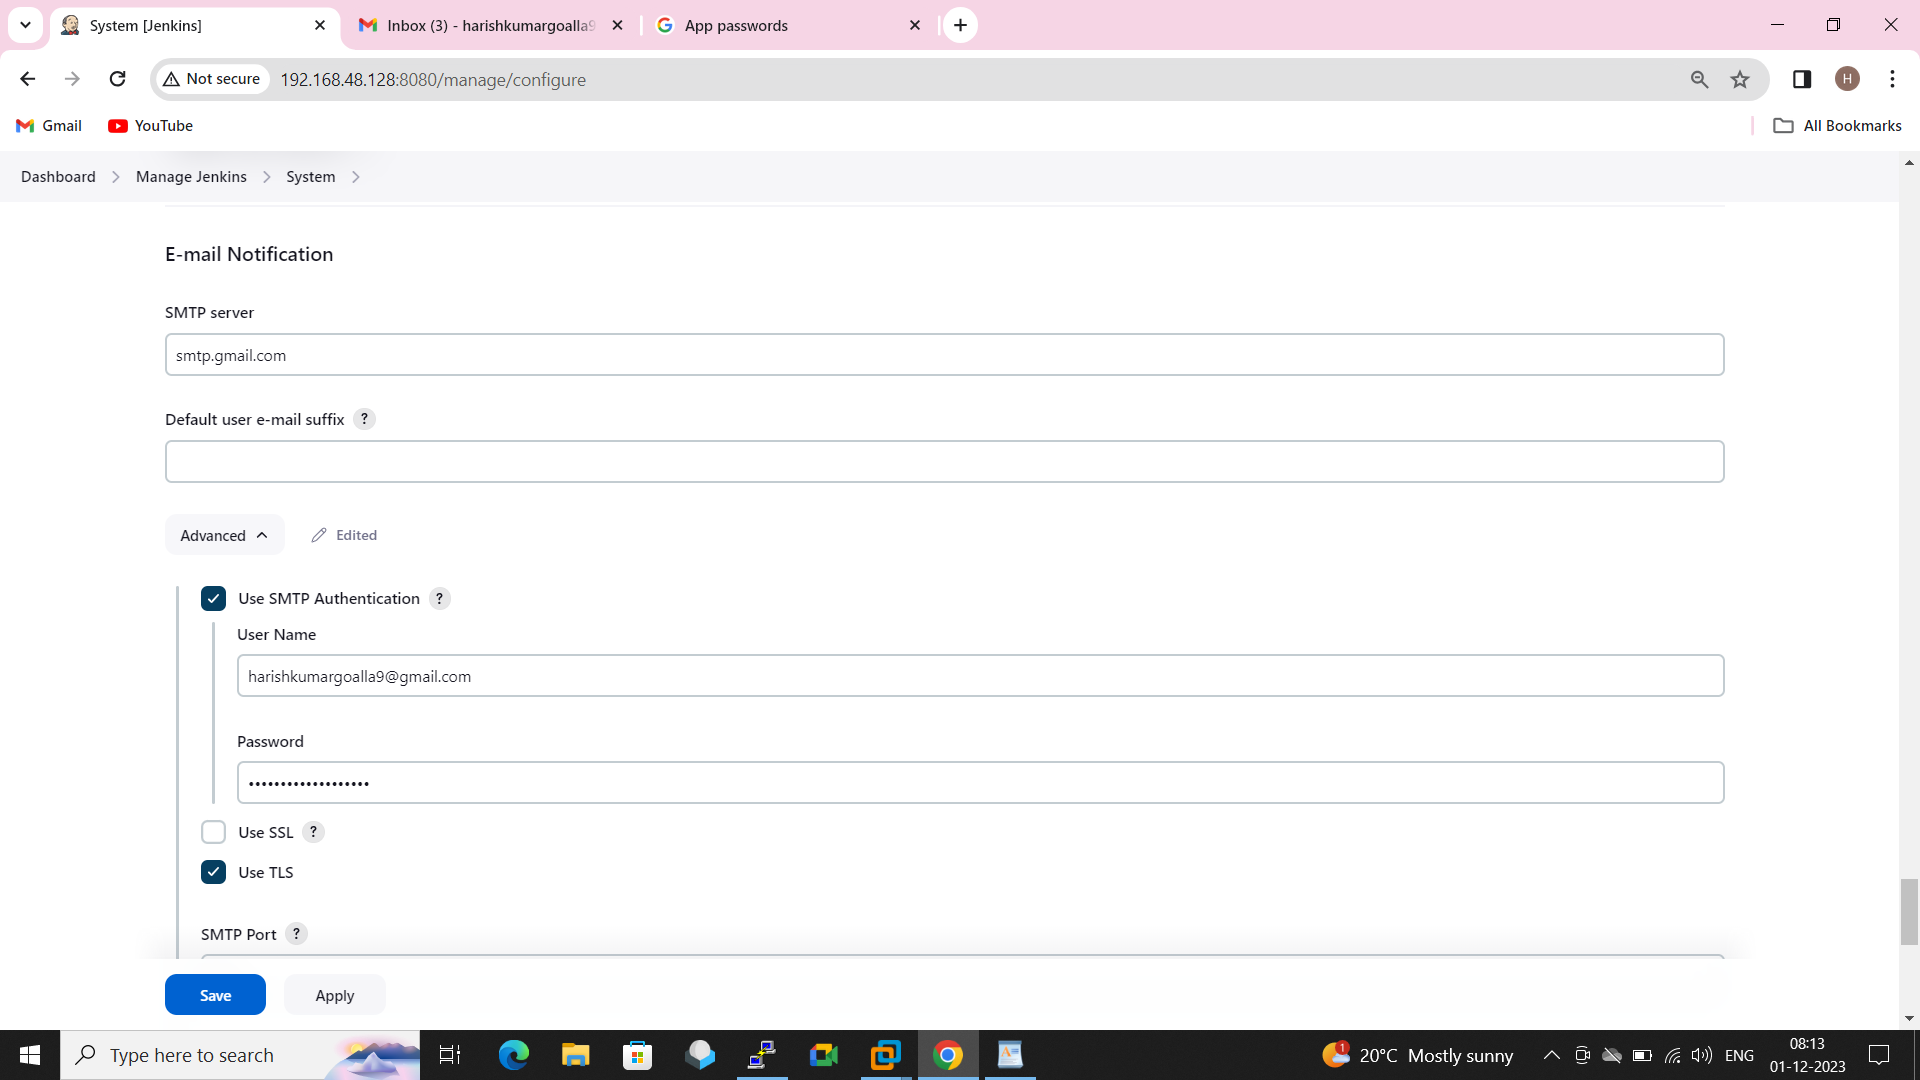 System [Jenkins]
Inbox (3) - harishkumargoalla9
App passwords
Not secure
192.168.48.128:8080/manage/configure
H
Gmail
YouTube
All Bookmarks
Dashboard
Manage Jenkins
System
E-mail Notification
SMTP server
smtp.gmail.com
Default user e-mail suffix ?
Advanced
Edited
Use SMTP Authentication ?
User Name
harishkumargoalla9@gmail.com
Password
•••••••••••••••••••
Use SSL ?
Use TLS
SMTP Port ?
Save
Apply
Type here to search
1
20°C Mostly sunny
ENG
08:13
01-12-2023